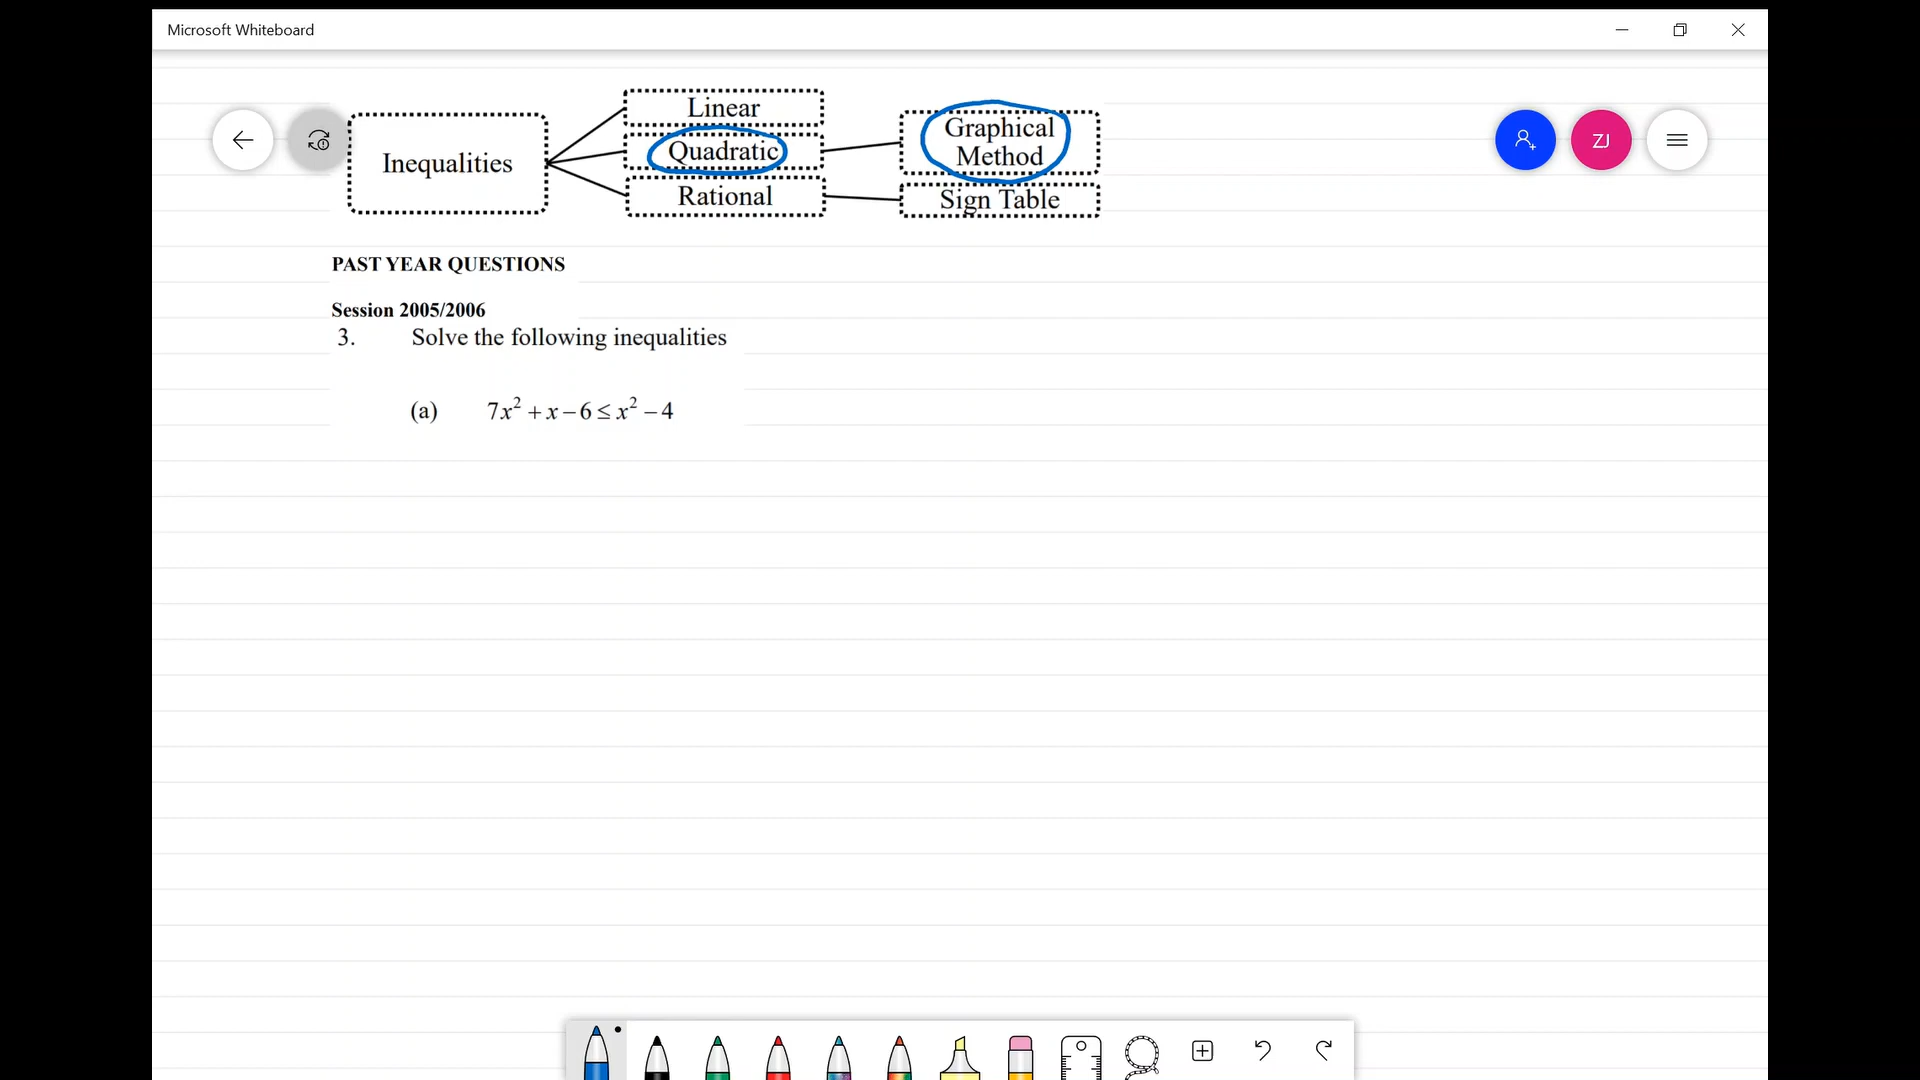 Microsoft Whiteboard
Inequalities
Linear
Quadratic
Rational
Graphical
Method
Sign Table
ZJ
PAST YEAR QUESTIONS
Session 2005/2006
3. Solve the following inequalities
(a) 7x² + x − 6 ≤ x² − 4